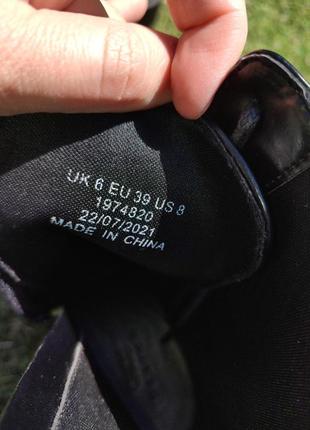 UK 6 EU 39 US 8
1974820
22/07/2021
MADE IN CHINA